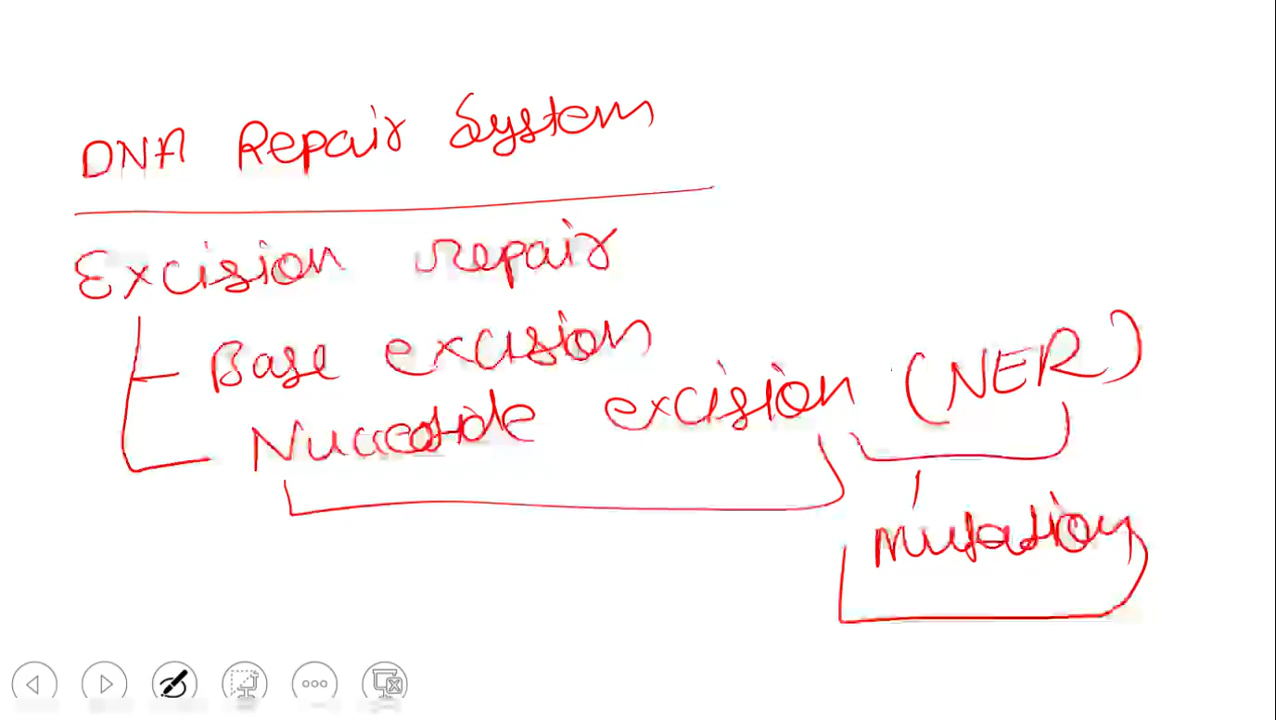 DNA Repair System
Excision repair
Base excision
Nucleotide excision (NER)
Mutation